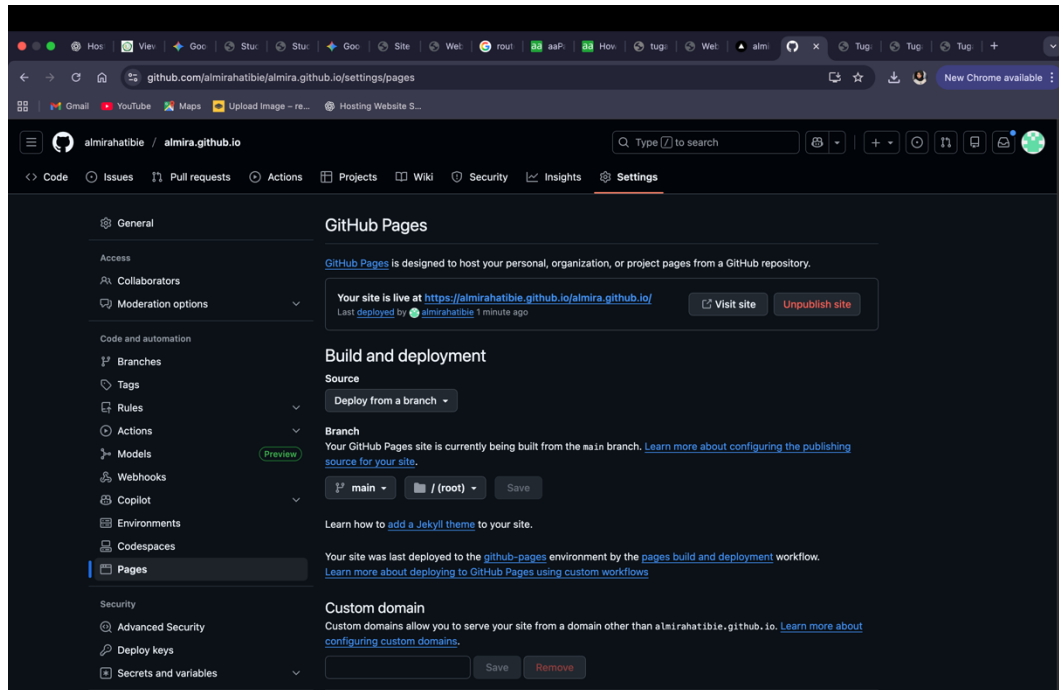 Hos
View
Goo
Stuc
Stuc
Goo
Site
Web
rout
aa aaPa
aa How
tuga
Web
almi
Tuga
Tug
Tuga
github.com/almirahatibie/almira.github.io/settings/pages
New Chrome available
Gmail
YouTube
Maps
Upload Image – re...
Hosting Website S...
almirahatibie / almira.github.io
Type / to search
Code
Issues
Pull requests
Actions
Projects
Wiki
Security
Insights
Settings
General
Access
Collaborators
Moderation options
Code and automation
Branches
Tags
Rules
Actions
Models Preview
Webhooks
Copilot
Environments
Codespaces
Pages
Security
Advanced Security
Deploy keys
Secrets and variables
GitHub Pages
GitHub Pages is designed to host your personal, organization, or project pages from a GitHub repository.
Your site is live at https://almirahatibie.github.io/almira.github.io/
Last deployed by almirahatibie 1 minute ago
Visit site
Unpublish site
Build and deployment
Source
Deploy from a branch
Branch
Your GitHub Pages site is currently being built from the main branch. Learn more about configuring the publishing
source for your site.
main
/ (root)
Save
Learn how to add a Jekyll theme to your site.
Your site was last deployed to the github-pages environment by the pages build and deployment workflow.
Learn more about deploying to GitHub Pages using custom workflows
Custom domain
Custom domains allow you to serve your site from a domain other than almirahatibie.github.io. Learn more about
configuring custom domains.
Save
Remove